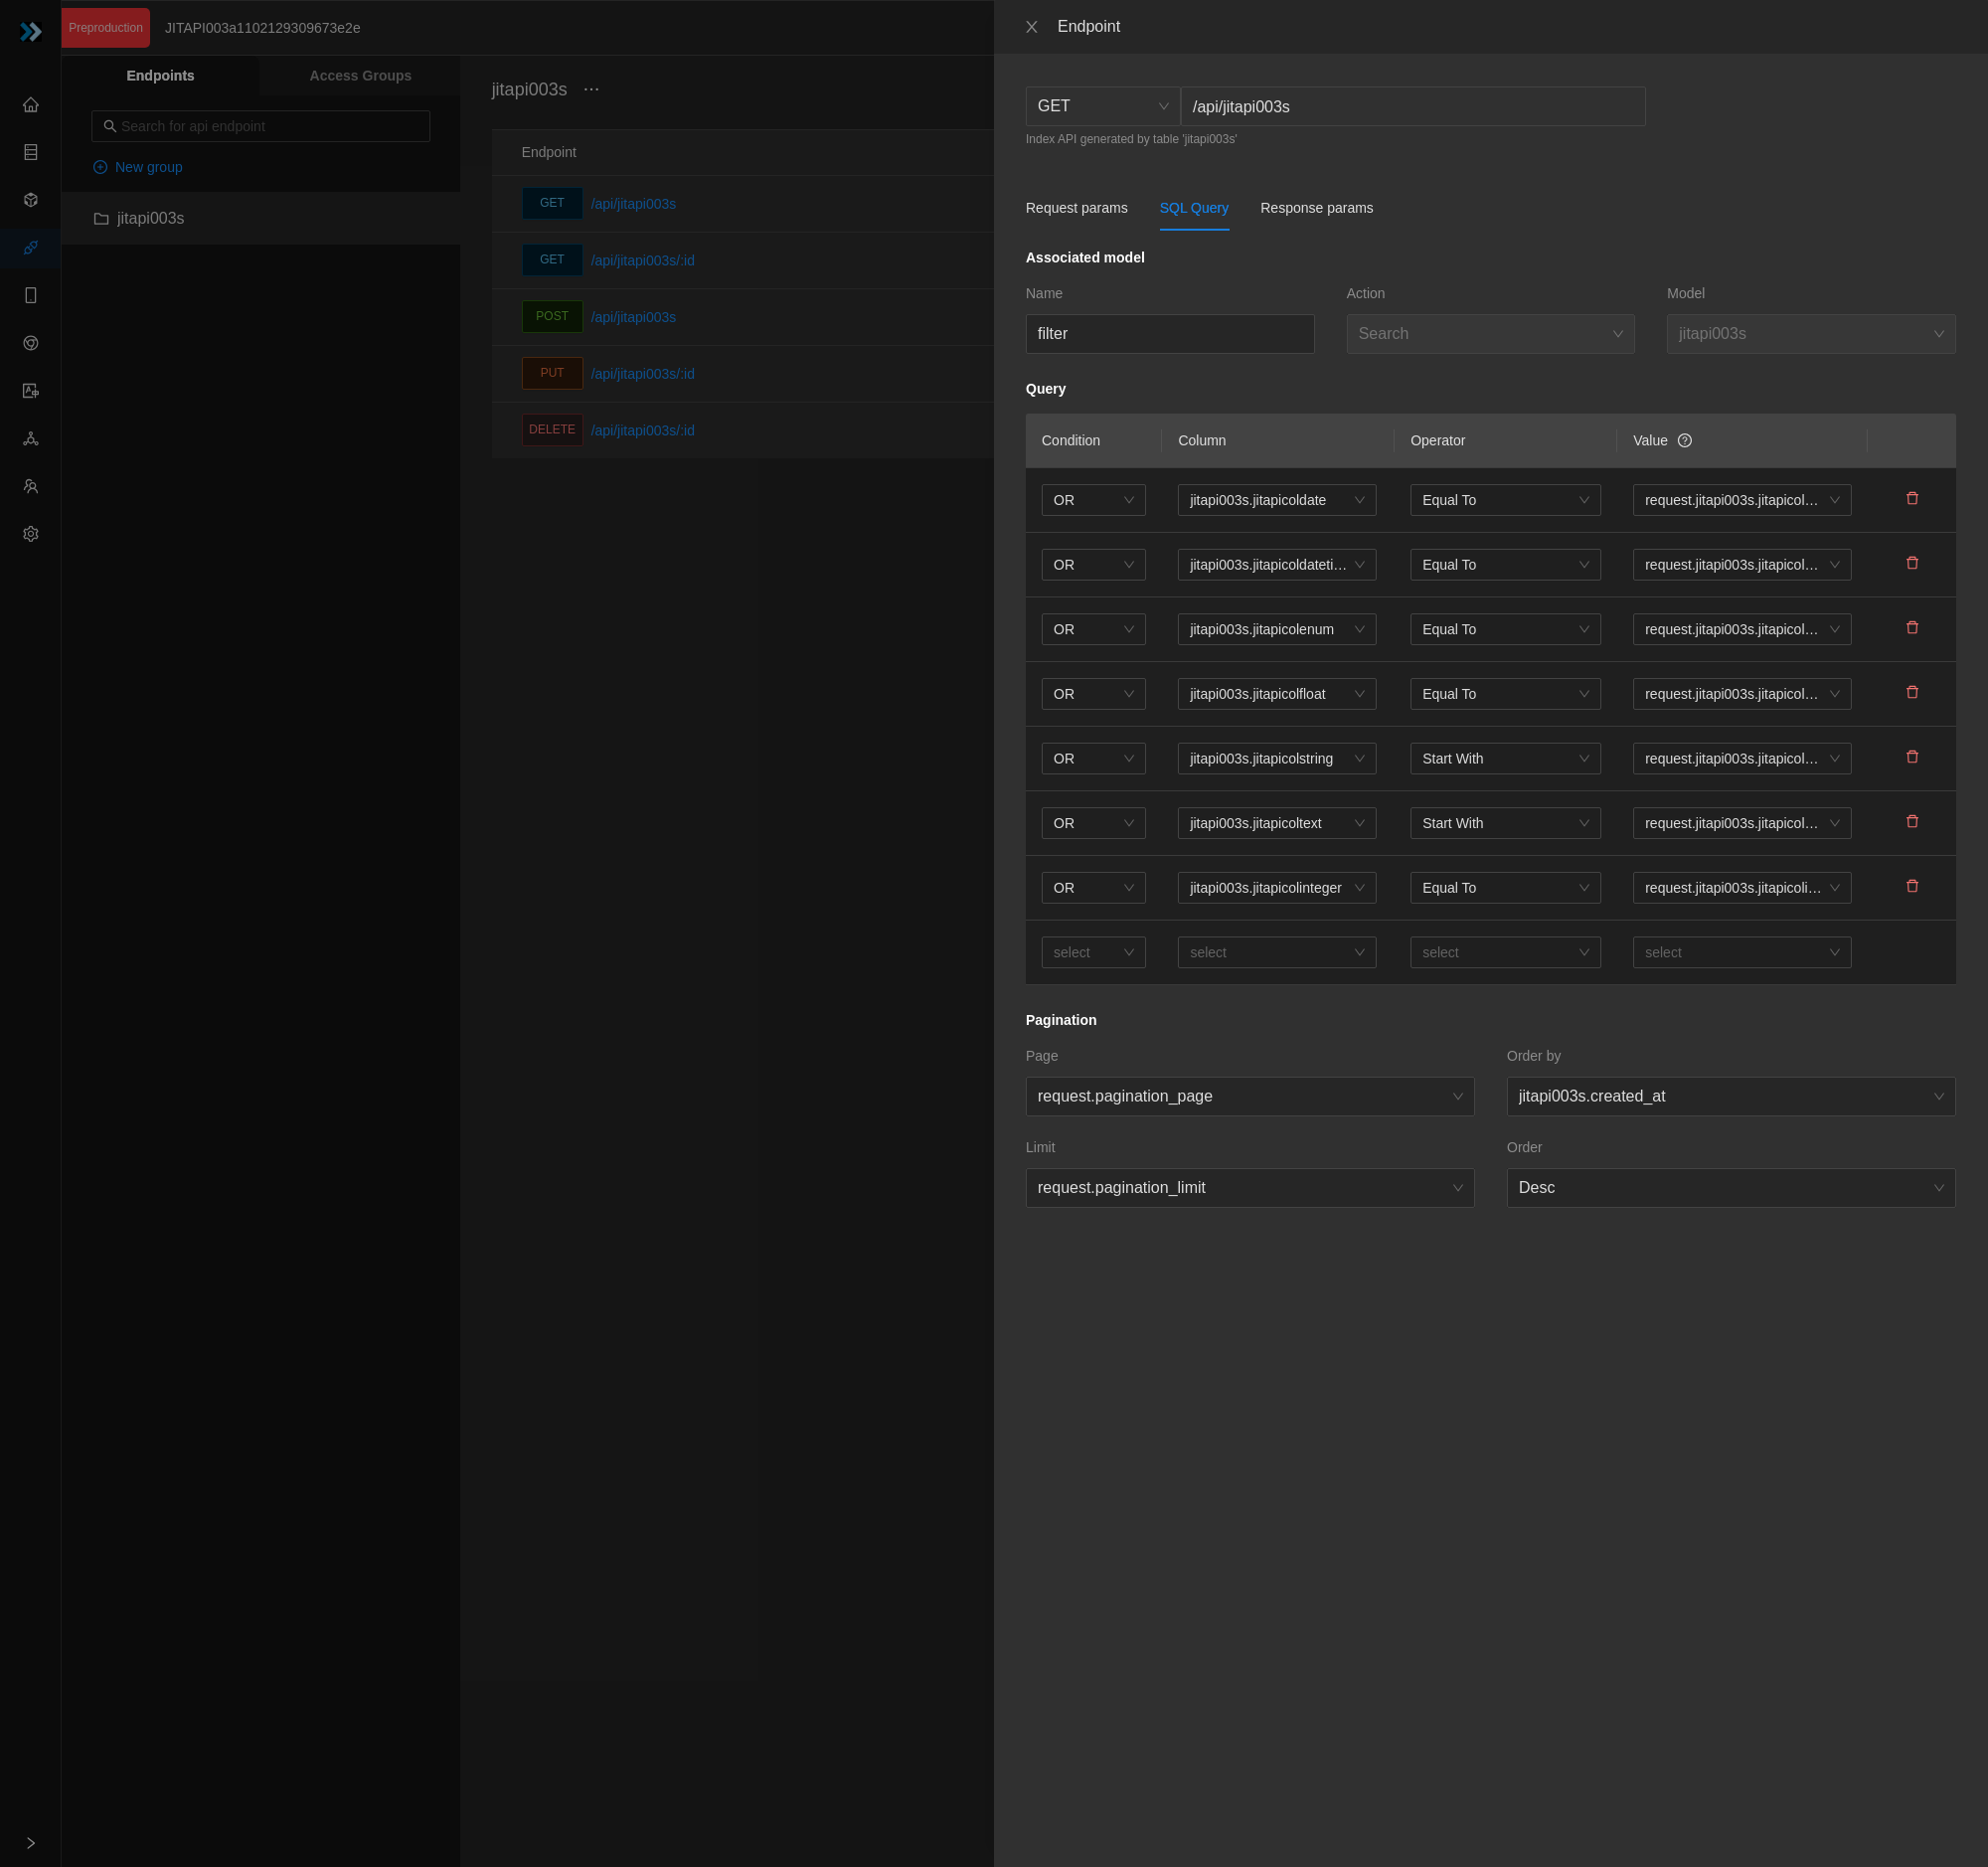 Preproduction
JITAPI003a1102129309673e2e
Endpoints
Access Groups
Search for api endpoint
New group
jitapi003s
jitapi003s
Endpoint
GET /api/jitapi003s
GET /api/jitapi003s/:id
POST /api/jitapi003s
PUT /api/jitapi003s/:id
DELETE /api/jitapi003s/:id
Endpoint
GET /api/jitapi003s
Index API generated by table 'jitapi003s'
Request params SQL Query Response params
Associated model
Name Action Model
filter Search jitapi003s
Query
Condition Column Operator Value
OR jitapi003s.jitapicoldate Equal To request.jitapi003s.jitapicol…
OR jitapi003s.jitapicoldateti… Equal To request.jitapi003s.jitapicol…
OR jitapi003s.jitapicolenum Equal To request.jitapi003s.jitapicol…
OR jitapi003s.jitapicolfloat Equal To request.jitapi003s.jitapicol…
OR jitapi003s.jitapicolstring Start With request.jitapi003s.jitapicol…
OR jitapi003s.jitapicoltext Start With request.jitapi003s.jitapicol…
OR jitapi003s.jitapicolinteger Equal To request.jitapi003s.jitapicoli…
select select select select
Pagination
Page Order by
request.pagination_page jitapi003s.created_at
Limit Order
request.pagination_limit Desc